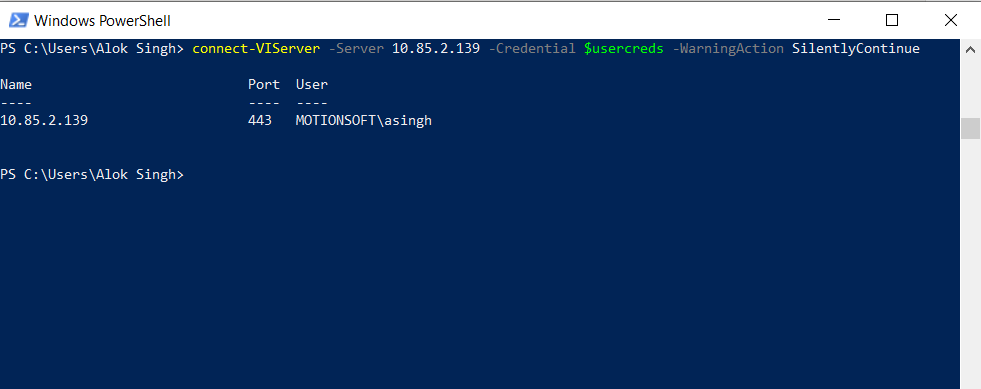 Windows PowerShell
PS C:\Users\Alok Singh> connect-VIServer -Server 10.85.2.139 -Credential $usercreds -WarningAction SilentlyContinue
Name                           Port  User
----                           ----  ----
10.85.2.139                    443   MOTIONSOFT\asingh
PS C:\Users\Alok Singh>